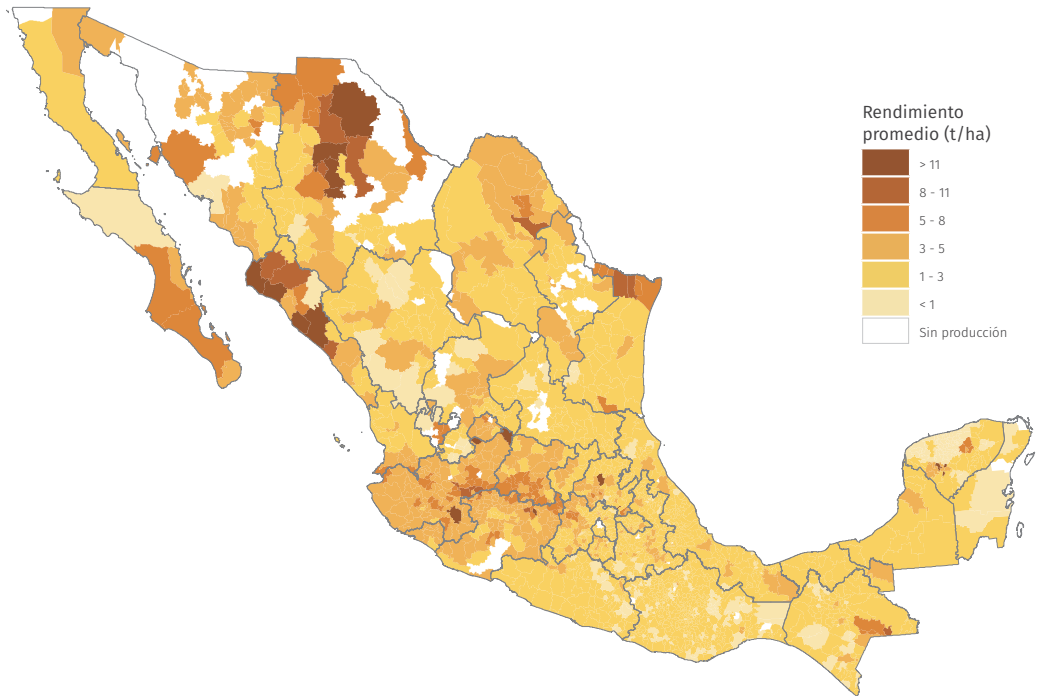 Rendimiento
promedio (t/ha)
> 11
8 - 11
5 - 8
3 - 5
1 - 3
< 1
Sin producción